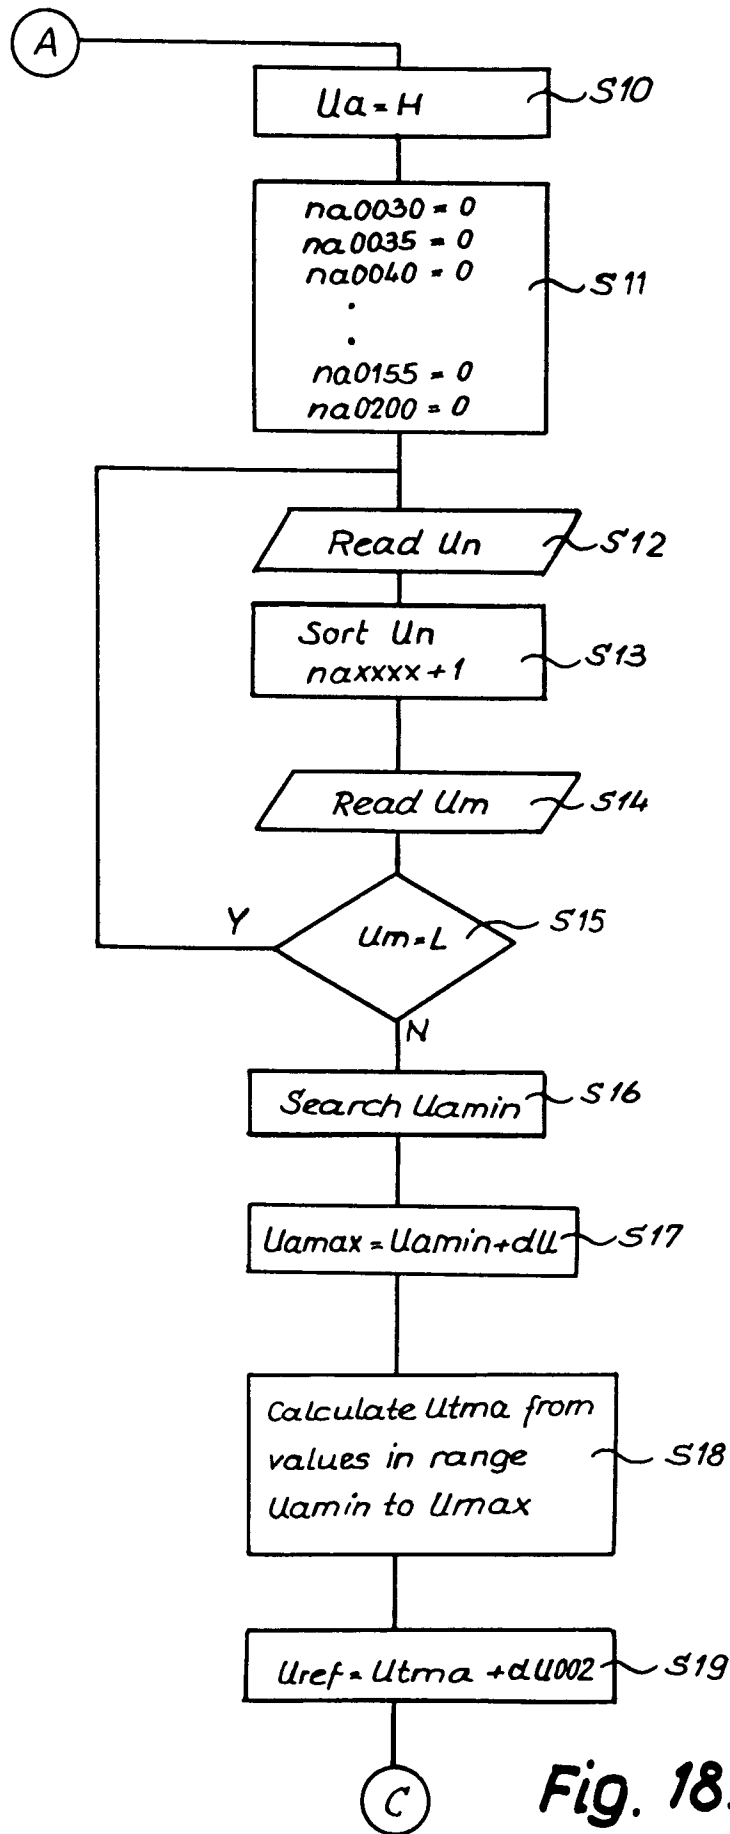 A
Ua = H
S10
na0030 = 0
na0035 = 0
na0040 = 0
.
.
na0155 = 0
na0200 = 0
S11
Read Un
S12
Sort Un
naxxxx + 1
S13
Read Um
S14
Um = L
S15
Y
N
Search Uamin
S16
Uamax = Uamin + dU
S17
Calculate Utma from
values in range
Uamin to Umax
S18
Uref = Utma + dU002
S19
C
Fig. 18.